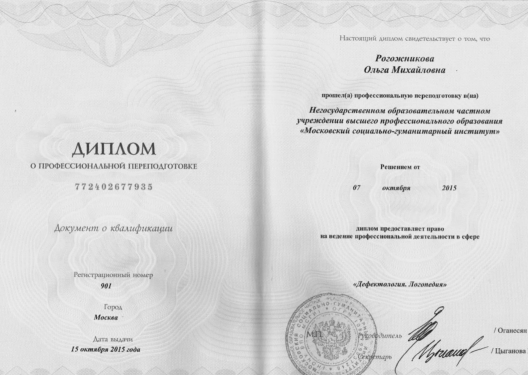 ДИПЛОМ
О ПРОФЕССИОНАЛЬНОЙ ПЕРЕПОДГОТОВКЕ
772402677935
Документ о квалификации
Регистрационный номер
901
Город
Москва
Дата выдачи
15 октября 2015 года
Настоящий диплом свидетельствует о том, что
Рогожникова
Ольга Михайловна
прошел(а) профессиональную переподготовку в(на)
Негосударственном образовательном частном
учреждении высшего профессионального образования
«Московский социально-гуманитарный институт»
Решением от
07 октября 2015
диплом предоставляет право
на ведение профессиональной деятельности в сфере
«Дефектология. Логопедия»
М.П.
Руководитель / Оганесян
Секретарь / Цыганова